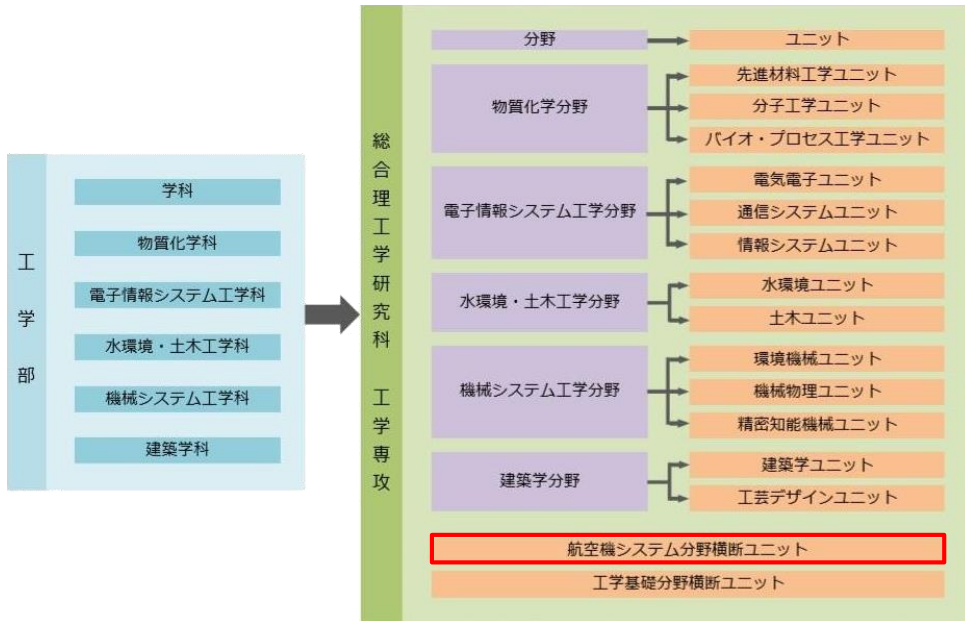 工学部
学科
物質化学科
電子情報システム工学科
水環境・土木工学科
機械システム工学科
建築学科
総合理工学研究科 工学専攻
分野
ユニット
物質化学分野
先進材料工学ユニット
分子工学ユニット
バイオ・プロセス工学ユニット
電子情報システム工学分野
電気電子ユニット
通信システムユニット
情報システムユニット
水環境・土木工学分野
水環境ユニット
土木ユニット
機械システム工学分野
環境機械ユニット
機械物理ユニット
精密知能機械ユニット
建築学分野
建築学ユニット
工芸デザインユニット
航空機システム分野横断ユニット
工学基礎分野横断ユニット